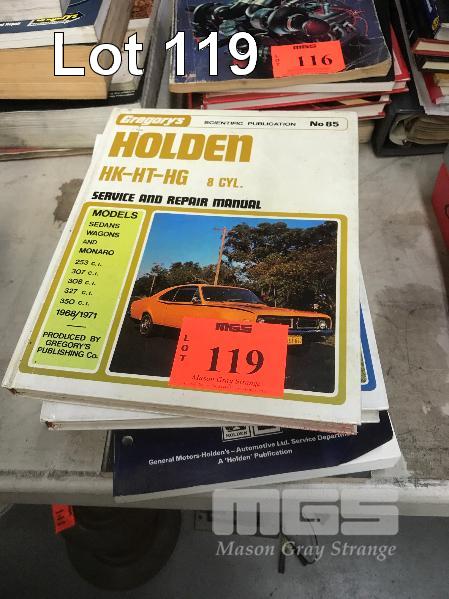 Lot 119
MGS
116
Gregory's
SCIENTIFIC PUBLICATION No 85
HOLDEN
HK-HT-HG 8 CYL.
SERVICE AND REPAIR MANUAL
MODELS
SEDANS
WAGONS
AND
MONARO
253 c.i.
307 c.i.
308 c.i.
327 c.i.
350 c.i.
1968/1971
PRODUCED BY
GREGORY'S
PUBLISHING Co.
MGS
LOT
119
Mason Gray Strange
HOLDEN
General Motors-Holden's - Automotive Ltd. Service Department
A 'Holden' Publication
MGS
Mason Gray Strange